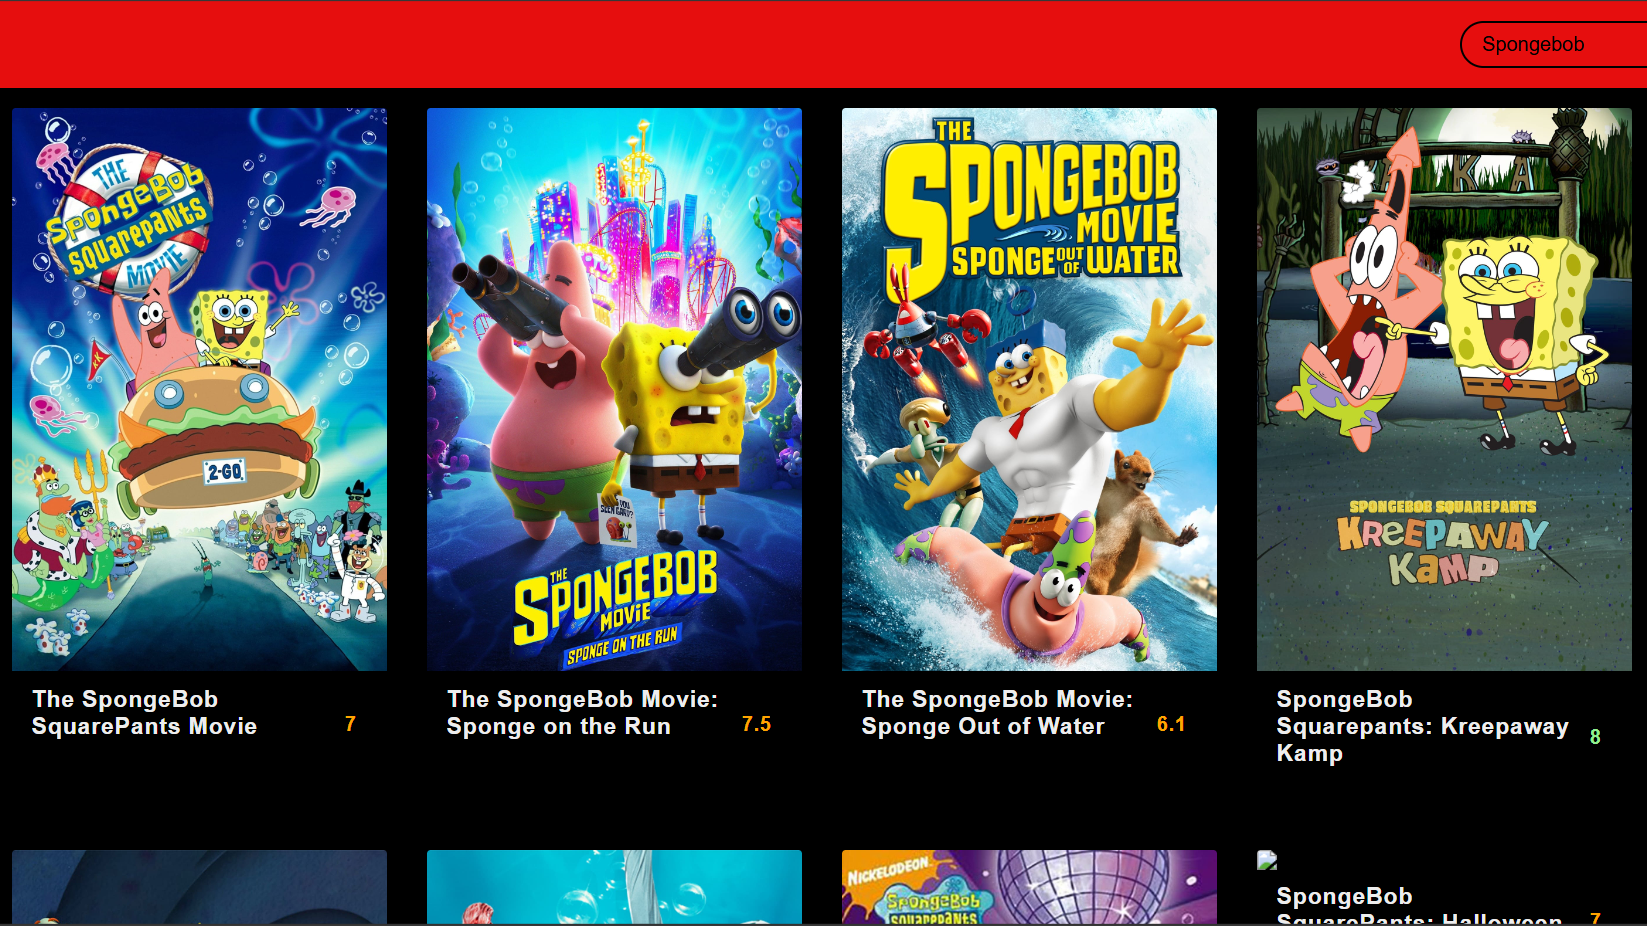 Spongebob
THE
SpongeBob
SQuarePants
MOVIE
2-GO
THE
SPONGEBOB
MOVIE
SPONGE ON THE RUN
THE
SPONGEBOB
MOVIE
SPONGE OUT OF WATER
K A
SPONGEBOB SQUAREPANTS
KREEPAWAY
KAMP
The SpongeBob
SquarePants Movie
7
The SpongeBob Movie:
Sponge on the Run
7.5
The SpongeBob Movie:
Sponge Out of Water
6.1
SpongeBob
Squarepants: Kreepaway
Kamp
8
NICKELODEON
SpongeBob
SQUAREPANTS
SpongeBob
SquarePants: Halloween
7